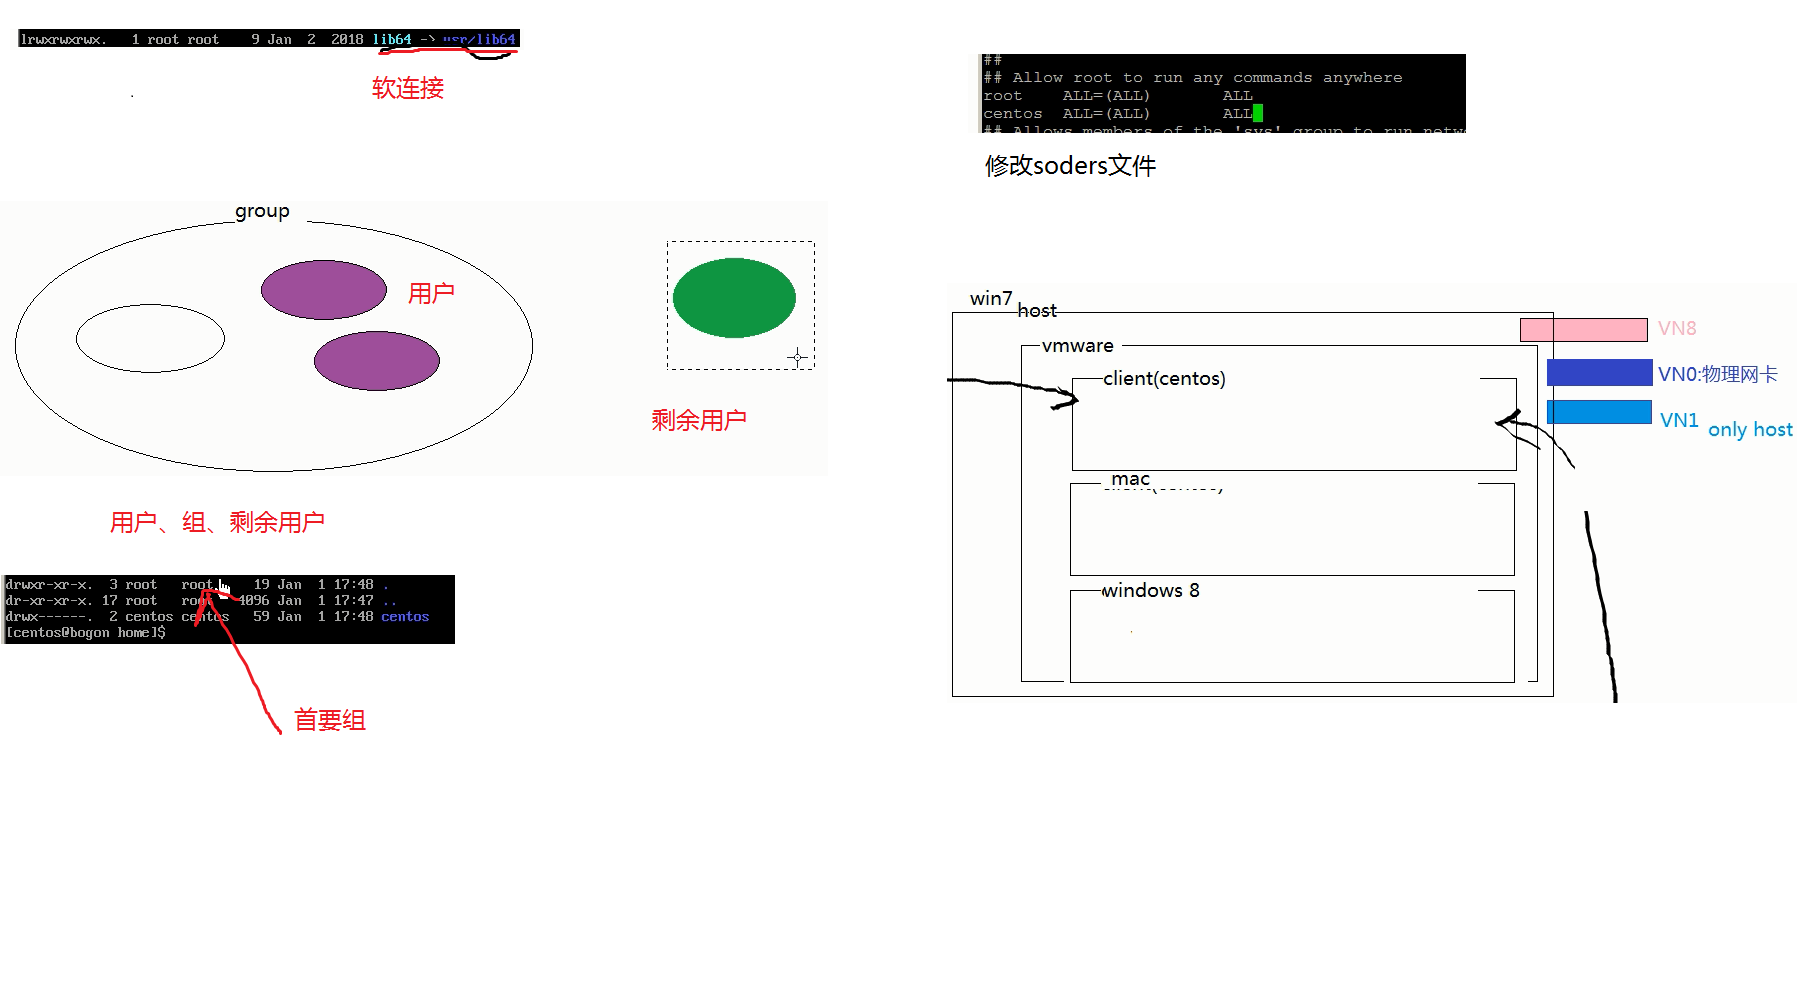 lrwxrwxrwx.   1 root root    9 Jan  2  2018 lib64 -> usr/lib64
软连接
group
用户
剩余用户
用户、组、剩余用户
drwxr-xr-x.  3 root   root    19 Jan  1 17:48 .
dr-xr-xr-x. 17 root   root  4096 Jan  1 17:47 ..
drwx------.  2 centos centos   59 Jan  1 17:48 centos
[centos@bogon home]$
首要组
##
## Allow root to run any commands anywhere
root    ALL=(ALL)       ALL
centos  ALL=(ALL)       ALL
## Allows members of the 'sys' group to run netw
修改soders文件
win7
host
vmware
client(centos)
mac
client(centos)
windows 8
VN8
VN0:物理网卡
VN1
only host